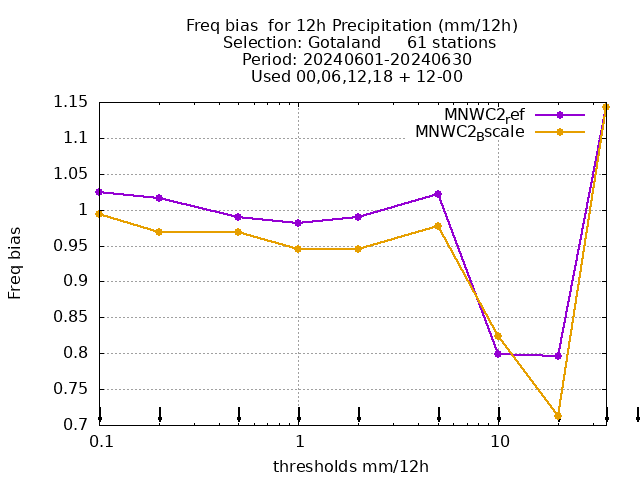 Freq bias  for 12h Precipitation (mm/12h)
Selection: Gotaland     61 stations
Period: 20240601-20240630
Used 00,06,12,18 + 12-00
MNWC2ref
MNWC2Bscale
1.15
1.1
1.05
1
0.95
0.9
0.85
0.8
0.75
0.7
Freq bias
0.1 1 10
thresholds mm/12h